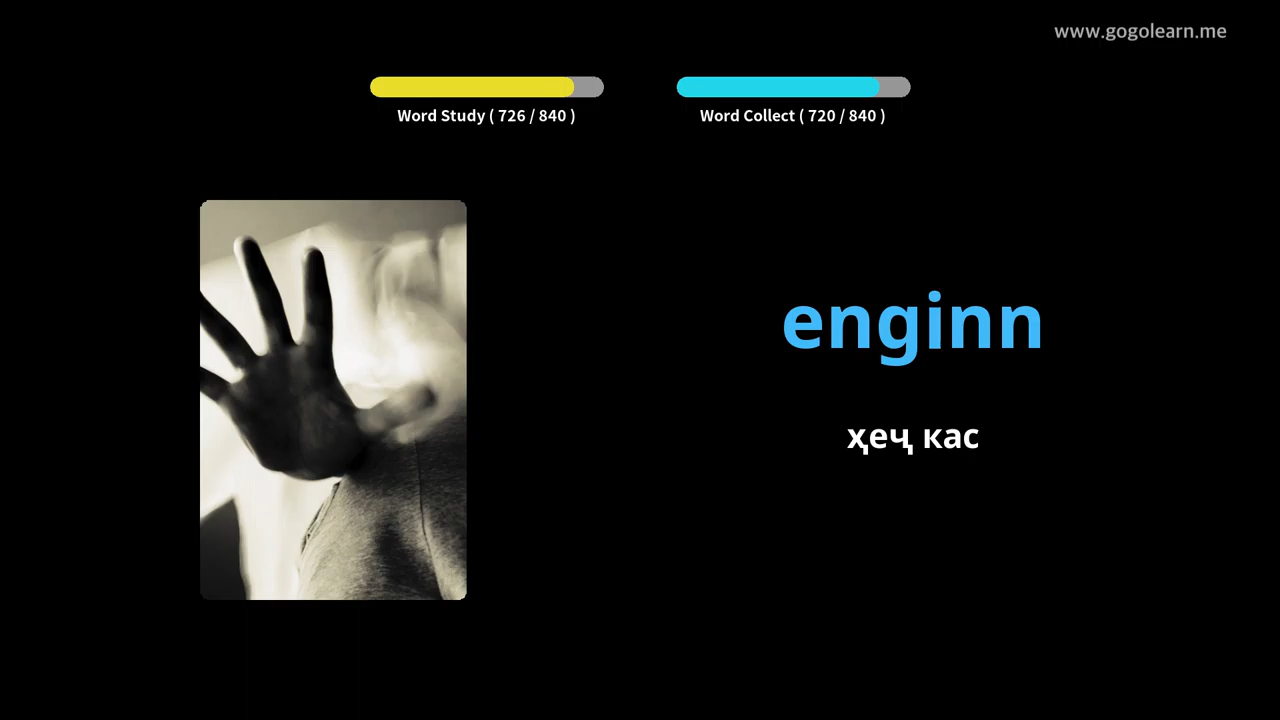 www.gogolearn.me
Word Study ( 726 / 840 )
Word Collect ( 720 / 840 )
enginn
ҳеҷ кас